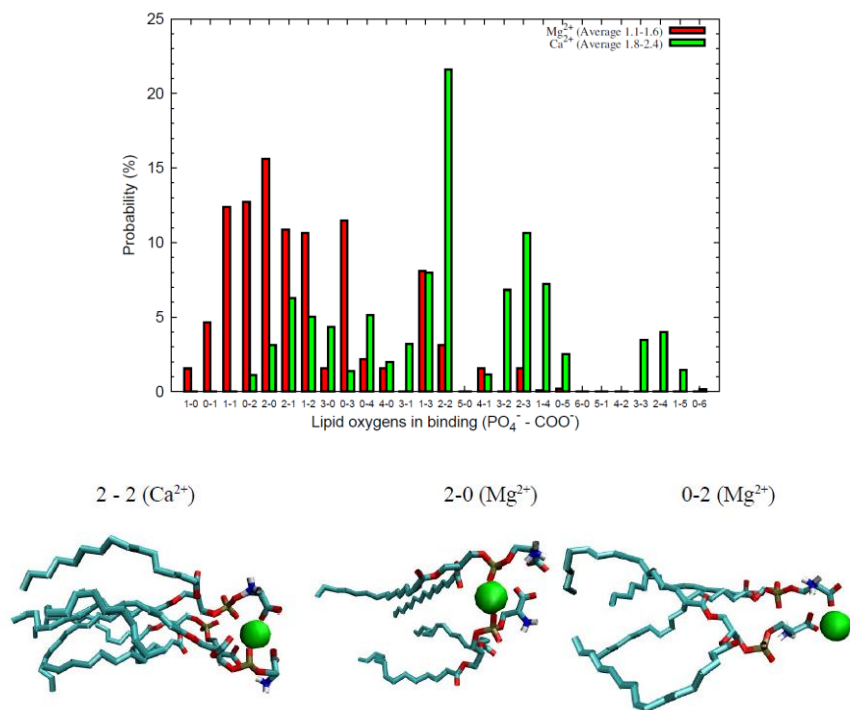 25
20
15
10
5
0
Probability (%)
Mg²⁺ (Average 1.1-1.6)
Ca²⁺ (Average 1.8-2.4)
1-0 0-1 1-1 0-2 2-0 2-1 1-2 3-0 0-3 0-4 4-0 3-1 1-3 2-2 5-0 4-1 3-2 2-3 1-4 0-5 6-0 5-1 4-2 3-3 2-4 1-5 0-6
Lipid oxygens in binding (PO₄⁻ - COO⁻)
2 - 2 (Ca²⁺) 2-0 (Mg²⁺) 0-2 (Mg²⁺)